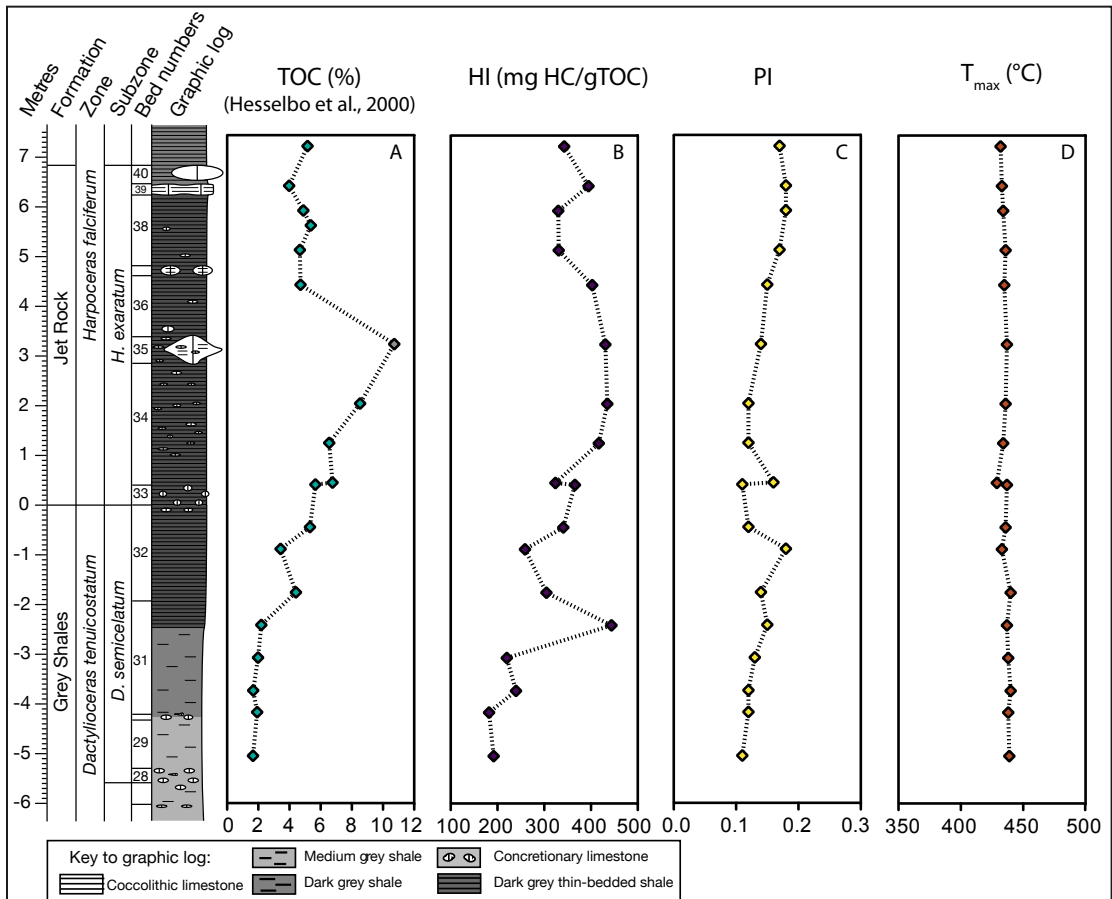 Metres
Formation
Zone
Subzone
Bed numbers
Graphic log
TOC (%)
(Hesselbo et al., 2000)
HI (mg HC/gTOC)
PI
Tmax (°C)
A
B
C
D
7
6
5
4
3
2
1
0
-1
-2
-3
-4
-5
-6
Jet Rock
Grey Shales
Harpoceras falciferum
Dactylioceras tenuicostatum
H. exaratum
D. semicelatum
40
39
38
36
35
34
33
32
31
29
28
0 2 4 6 8 10 12
100 200 300 400 500
0.0 0.1 0.2 0.3
350 400 450 500
Key to graphic log:
Coccolithic limestone
Medium grey shale
Dark grey shale
Concretionary limestone
Dark grey thin-bedded shale